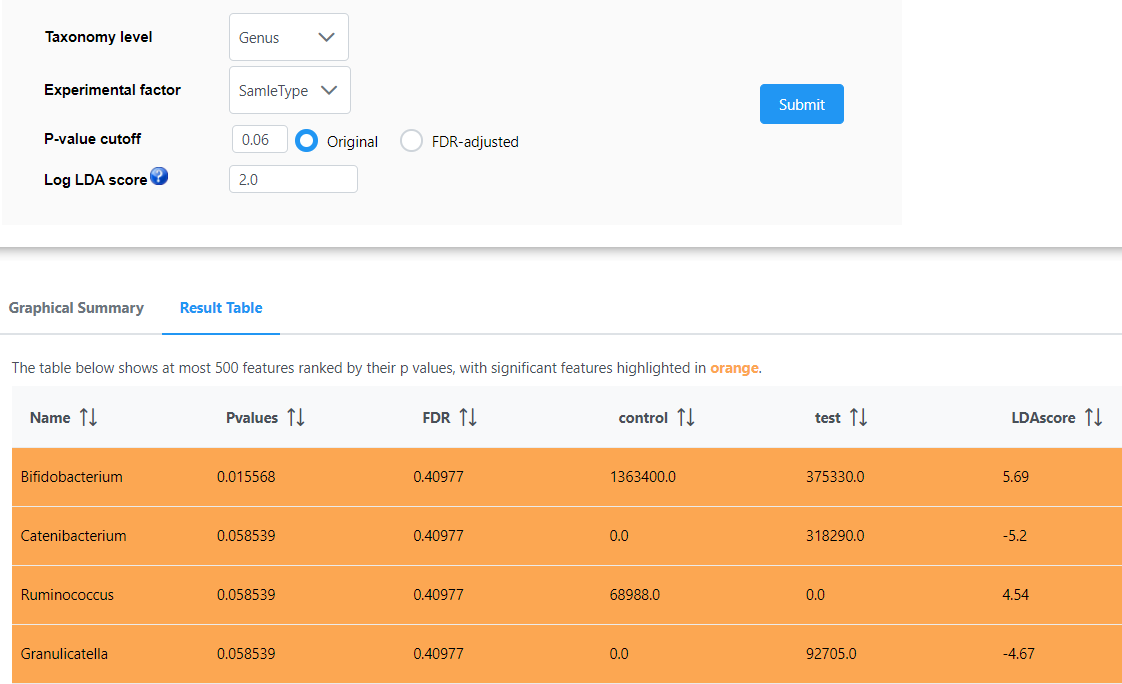 Taxonomy level Genus
Experimental factor SamleType
Submit
P-value cutoff 0.06 Original FDR-adjusted
Log LDA score ? 2.0
Graphical Summary Result Table
The table below shows at most 500 features ranked by their p values, with significant features highlighted in orange.
Name Pvalues FDR control test LDAscore
Bifidobacterium 0.015568 0.40977 1363400.0 375330.0 5.69
Catenibacterium 0.058539 0.40977 0.0 318290.0 -5.2
Ruminococcus 0.058539 0.40977 68988.0 0.0 4.54
Granulicatella 0.058539 0.40977 0.0 92705.0 -4.67